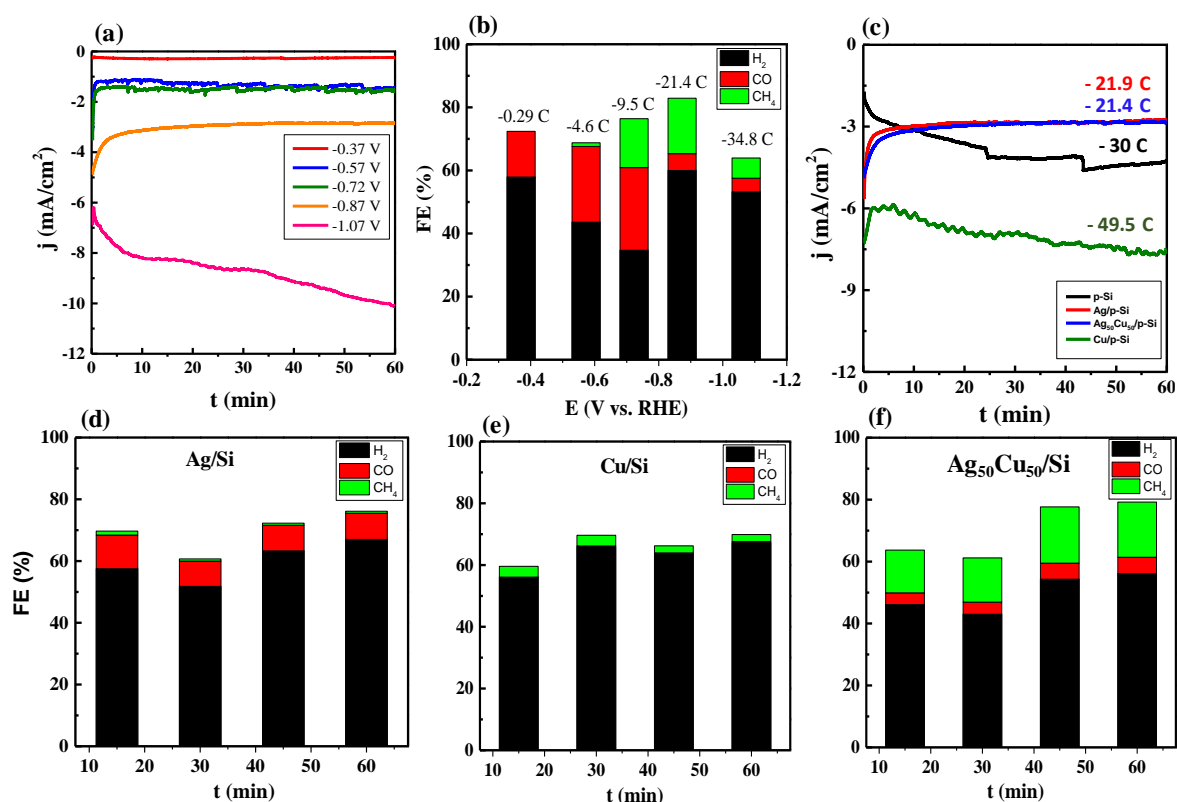 (a)
0
-2
-4
-6
-8
-10
-12
j (mA/cm²)
-0.37 V
-0.57 V
-0.72 V
-0.87 V
-1.07 V
0 10 20 30 40 50 60
t (min)
(b)
100
80
60
40
20
0
FE (%)
H₂
CO
CH₄
-0.29 C
-4.6 C
-9.5 C
-21.4 C
-34.8 C
-0.2 -0.4 -0.6 -0.8 -1.0 -1.2
E (V vs. RHE)
(c)
0
-3
-6
-9
-12
j (mA/cm²)
- 21.9 C
- 21.4 C
- 30 C
- 49.5 C
p-Si
Ag/p-Si
Ag₅₀Cu₅₀/p-Si
Cu/p-Si
0 10 20 30 40 50 60
t (min)
(d)
100
80
60
40
20
0
FE (%)
Ag/Si
H₂
CO
CH₄
10 20 30 40 50 60
t (min)
(e)
100
80
60
40
20
0
Cu/Si
H₂
CO
CH₄
10 20 30 40 50 60
t (min)
(f)
100
80
60
40
20
0
Ag₅₀Cu₅₀/Si
H₂
CO
CH₄
10 20 30 40 50 60
t (min)